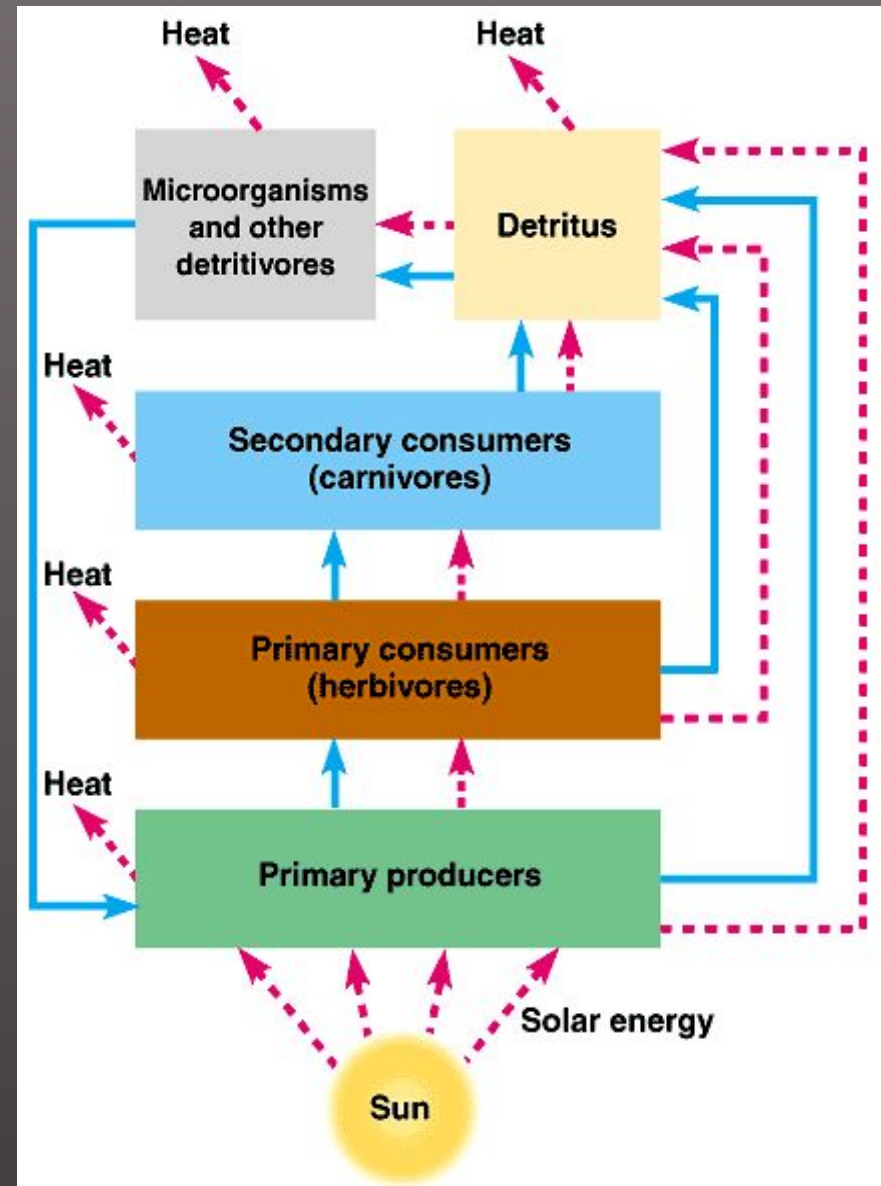 Heat
Heat
Microorganisms
and other
detritivores
Detritus
Heat
Secondary consumers
(carnivores)
Heat
Primary consumers
(herbivores)
Heat
Primary producers
Solar energy
Sun